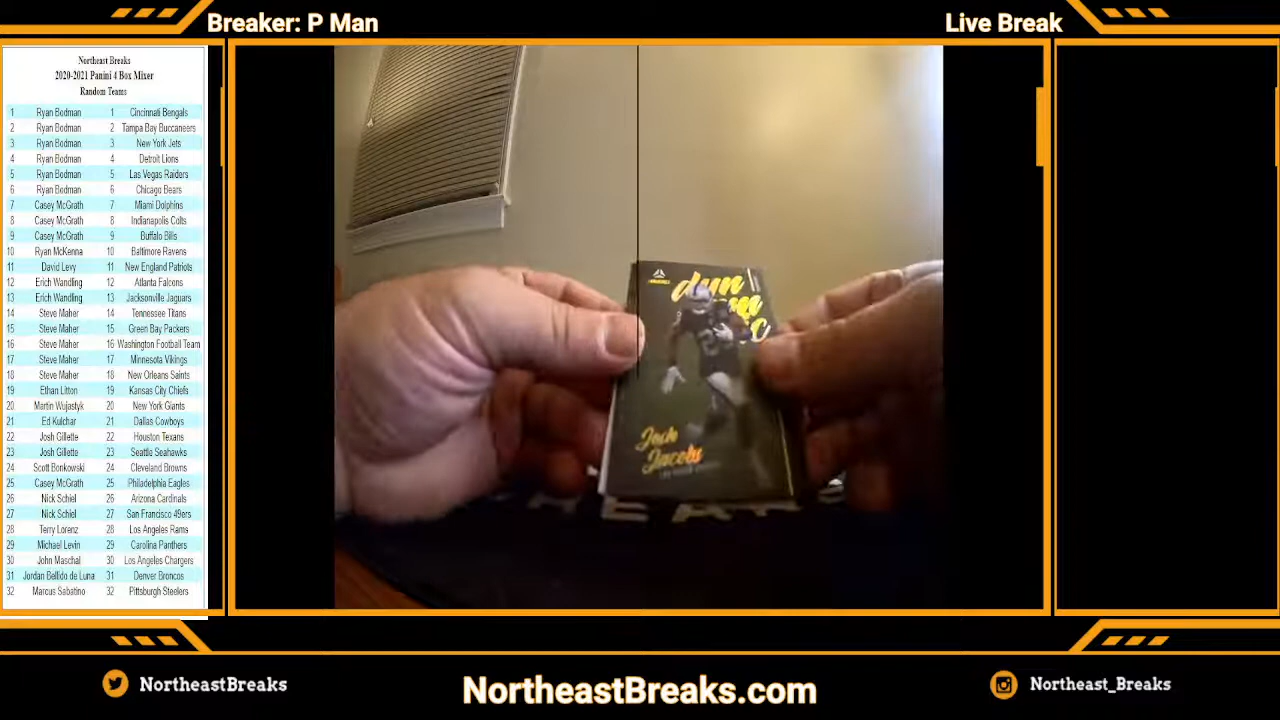 Breaker: P Man
Live Break
Northeast Breaks
2020-2021 Panini 4 Box Mixer
Random Teams
1 Ryan Bodman 1 Cincinnati Bengals
2 Ryan Bodman 2 Tampa Bay Buccaneers
3 Ryan Bodman 3 New York Jets
4 Ryan Bodman 4 Detroit Lions
5 Ryan Bodman 5 Las Vegas Raiders
6 Ryan Bodman 6 Chicago Bears
7 Casey McGrath 7 Miami Dolphins
8 Casey McGrath 8 Indianapolis Colts
9 Casey McGrath 9 Buffalo Bills
10 Ryan McKenna 10 Baltimore Ravens
11 David Levy 11 New England Patriots
12 Erich Wandling 12 Atlanta Falcons
13 Erich Wandling 13 Jacksonville Jaguars
14 Steve Maher 14 Tennessee Titans
15 Steve Maher 15 Green Bay Packers
16 Steve Maher 16 Washington Football Team
17 Steve Maher 17 Minnesota Vikings
18 Steve Maher 18 New Orleans Saints
19 Ethan Litton 19 Kansas City Chiefs
20 Martin Wujastyk 20 New York Giants
21 Ed Kulchar 21 Dallas Cowboys
22 Josh Gillette 22 Houston Texans
23 Josh Gillette 23 Seattle Seahawks
24 Scott Bonkowski 24 Cleveland Browns
25 Casey McGrath 25 Philadelphia Eagles
26 Nick Schiel 26 Arizona Cardinals
27 Nick Schiel 27 San Francisco 49ers
28 Terry Lorenz 28 Los Angeles Rams
29 Michael Levin 29 Carolina Panthers
30 John Maschal 30 Los Angeles Chargers
31 Jordan Bellido de Luna 31 Denver Broncos
32 Marcus Sabatino 32 Pittsburgh Steelers
Josh
Jacobs
NortheastBreaks
NortheastBreaks.com
Northeast_Breaks